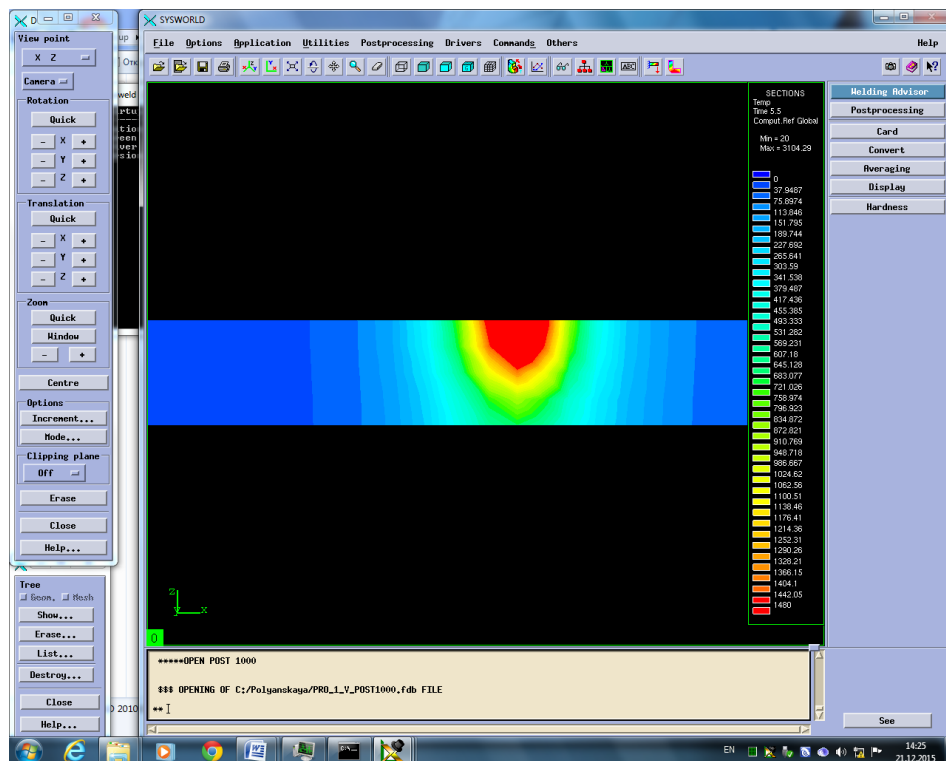 D
View point
X Z
Camera
Rotation
Quick
- X +
- Y +
- Z +
Translation
Quick
- X +
- Y +
- Z +
Zoom
Quick
Window
- +
Centre
Options
Increment...
Mode...
Clipping plane
Off
Erase
Close
Help...
Tree
Geom. Mesh
Show...
Erase...
List...
Destroy...
Close
Help...
up
weld
2010
SYSWORLD
File Options Application Utilities Postprocessing Drivers Commands Others Help
SECTIONS
Temp
Time 5.5
Comput.Ref Global
Min = 20
Max = 3104.29
0
37.9487
75.8974
113.846
151.795
189.744
227.692
265.641
303.59
341.538
379.487
417.436
455.385
493.333
531.282
569.231
607.18
645.128
683.077
721.026
758.974
796.923
834.872
872.821
910.769
948.718
986.667
1024.62
1062.56
1100.51
1138.46
1176.41
1214.36
1252.31
1290.26
1328.21
1366.15
1404.1
1442.05
1480
z
y x
0
Welding Advisor
Postprocessing
Card
Convert
Averaging
Display
Hardness
*****OPEN POST 1000
$$$ OPENING OF C:/Polyanskaya/PRO_1_V_POST1000.fdb FILE
**
See
EN
14:25
21.12.2015